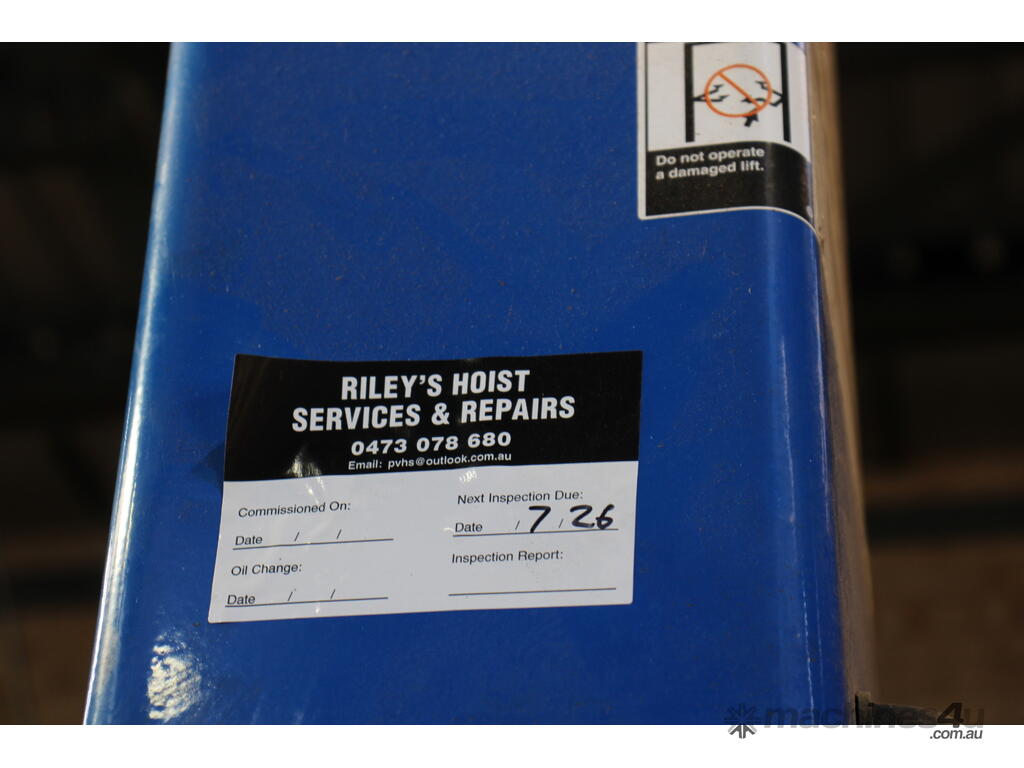 Do not operate
a damaged lift.
RILEY'S HOIST
SERVICES & REPAIRS
0473 078 680
Email: pvhs@outlook.com.au
Commissioned On:
Date / /
Oil Change:
Date / /
Next Inspection Due:
Date / 7 / 26
Inspection Report:
machines4u
.com.au